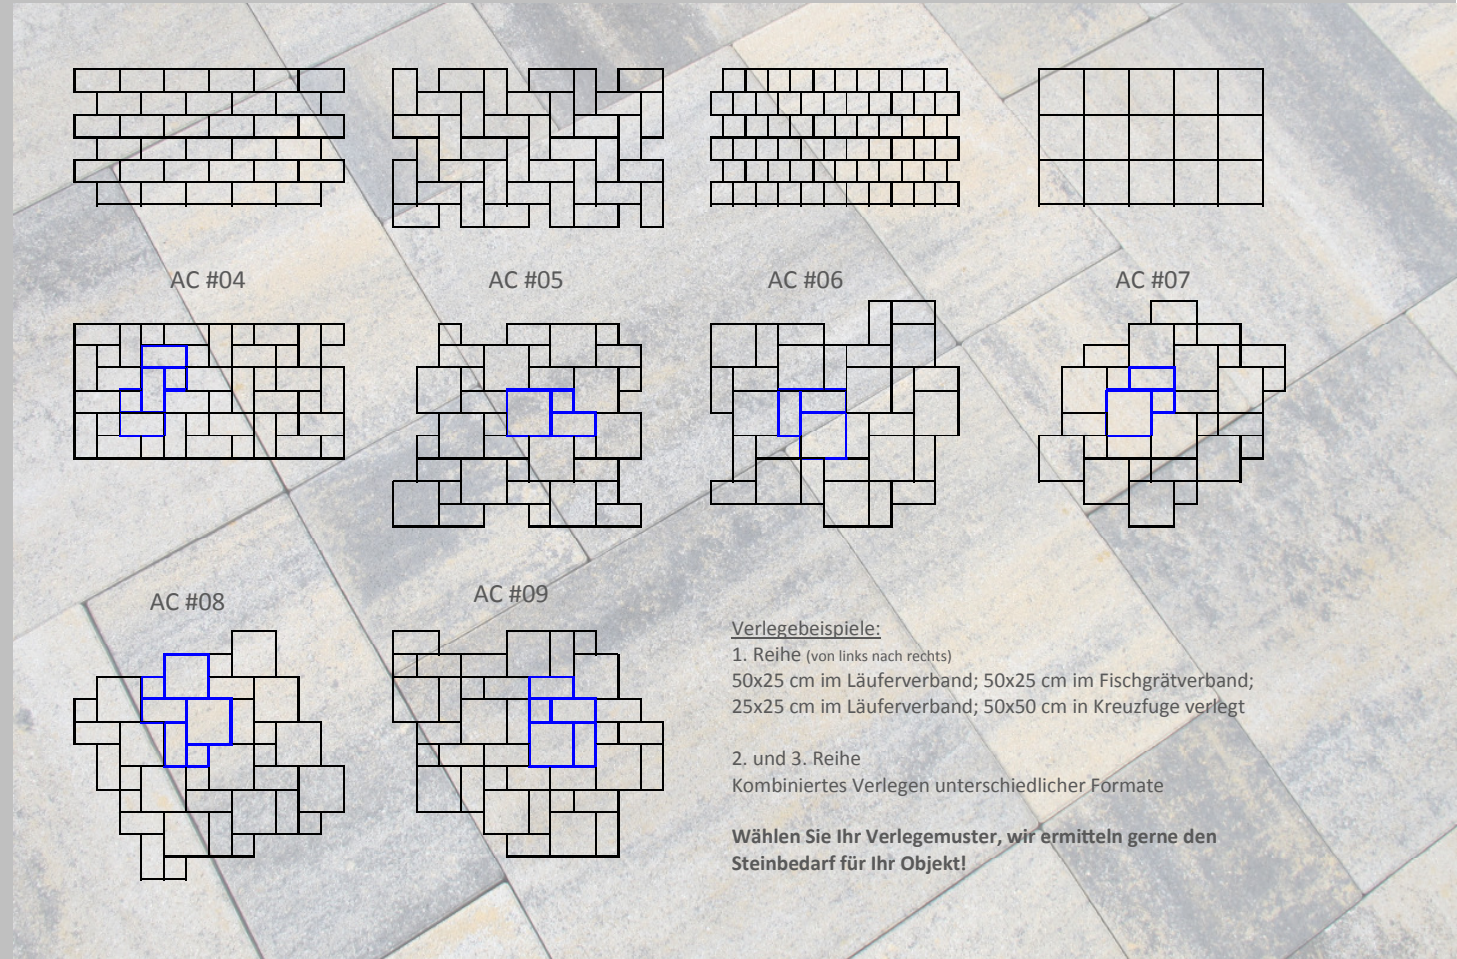 AC #04
AC #05
AC #06
AC #07
AC #08
AC #09
Verlegebeispiele:
1. Reihe (von links nach rechts)
50x25 cm im Läuferverband; 50x25 cm im Fischgrätverband;
25x25 cm im Läuferverband; 50x50 cm in Kreuzfuge verlegt
2. und 3. Reihe
Kombiniertes Verlegen unterschiedlicher Formate
Wählen Sie Ihr Verlegemuster, wir ermitteln gerne den
Steinbedarf für Ihr Objekt!